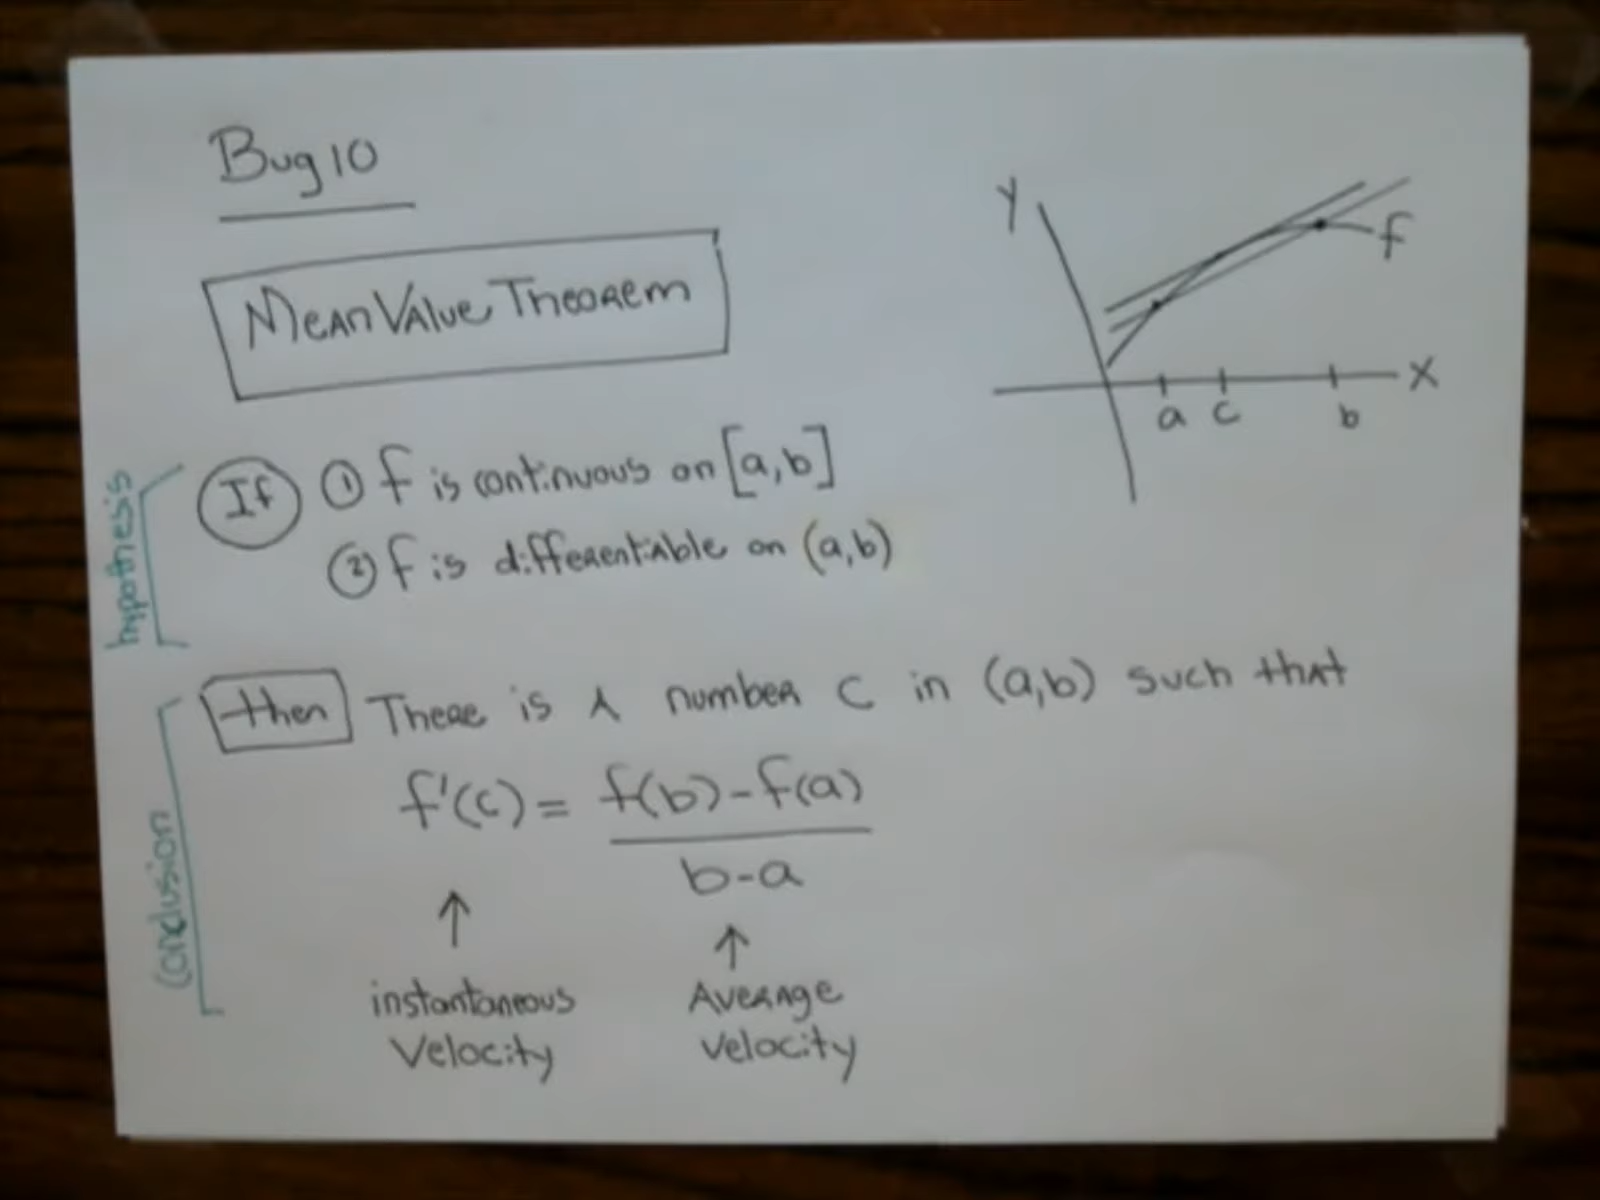 Bug 10
Mean Value Theorem
Y
f
X
a c b
hypothesis
If ① f is continuous on [a,b]
② f is differentiable on (a,b)
conclusion
then There is a number c in (a,b) such that
f'(c) = f(b)-f(a)
b-a
↑ ↑
instantaneous Average
Velocity Velocity